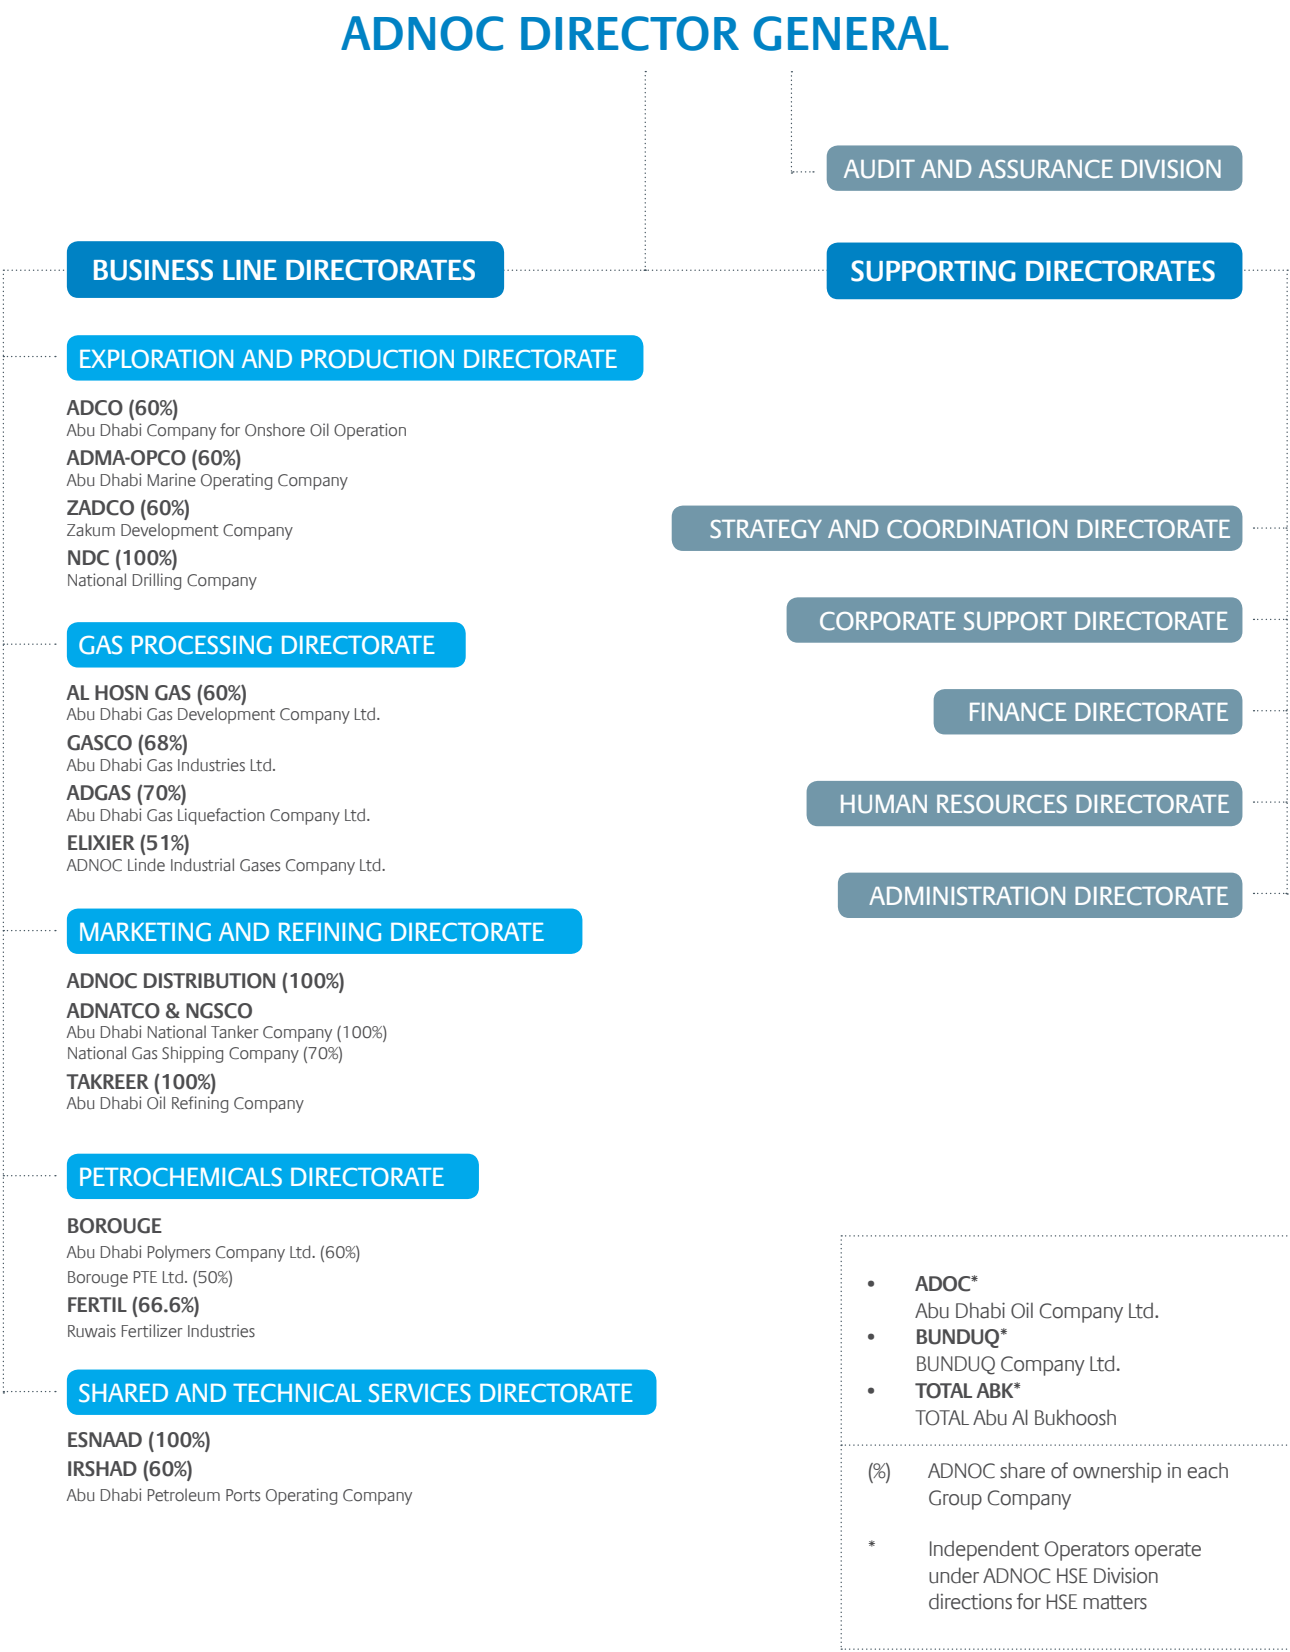 ADNOC DIRECTOR GENERAL
AUDIT AND ASSURANCE DIVISION
BUSINESS LINE DIRECTORATES
SUPPORTING DIRECTORATES
EXPLORATION AND PRODUCTION DIRECTORATE
ADCO (60%)
Abu Dhabi Company for Onshore Oil Operation
ADMA-OPCO (60%)
Abu Dhabi Marine Operating Company
ZADCO (60%)
Zakum Development Company
NDC (100%)
National Drilling Company
GAS PROCESSING DIRECTORATE
AL HOSN GAS (60%)
Abu Dhabi Gas Development Company Ltd.
GASCO (68%)
Abu Dhabi Gas Industries Ltd.
ADGAS (70%)
Abu Dhabi Gas Liquefaction Company Ltd.
ELIXIER (51%)
ADNOC Linde Industrial Gases Company Ltd.
MARKETING AND REFINING DIRECTORATE
ADNOC DISTRIBUTION (100%)
ADNATCO & NGSCO
Abu Dhabi National Tanker Company (100%)
National Gas Shipping Company (70%)
TAKREER (100%)
Abu Dhabi Oil Refining Company
PETROCHEMICALS DIRECTORATE
BOROUGE
Abu Dhabi Polymers Company Ltd. (60%)
Borouge PTE Ltd. (50%)
FERTIL (66.6%)
Ruwais Fertilizer Industries
SHARED AND TECHNICAL SERVICES DIRECTORATE
ESNAAD (100%)
IRSHAD (60%)
Abu Dhabi Petroleum Ports Operating Company
STRATEGY AND COORDINATION DIRECTORATE
CORPORATE SUPPORT DIRECTORATE
FINANCE DIRECTORATE
HUMAN RESOURCES DIRECTORATE
ADMINISTRATION DIRECTORATE
• ADOC*
Abu Dhabi Oil Company Ltd.
• BUNDUQ*
BUNDUQ Company Ltd.
• TOTAL ABK*
TOTAL Abu Al Bukhoosh
(%) ADNOC share of ownership in each
Group Company
* Independent Operators operate
under ADNOC HSE Division
directions for HSE matters